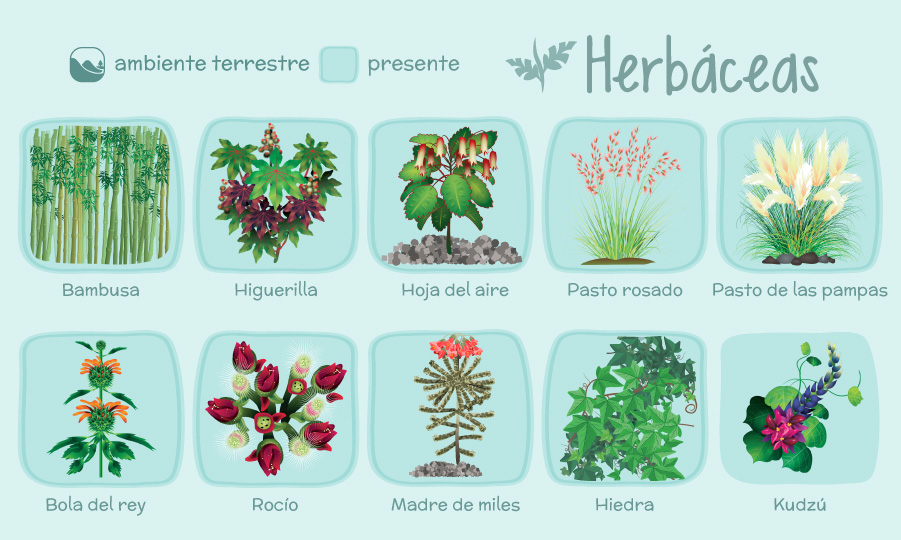 ambiente terrestre presente Herbáceas
Bambusa Higuerilla Hoja del aire Pasto rosado Pasto de las pampas
Bola del rey Rocío Madre de miles Hiedra Kudzú